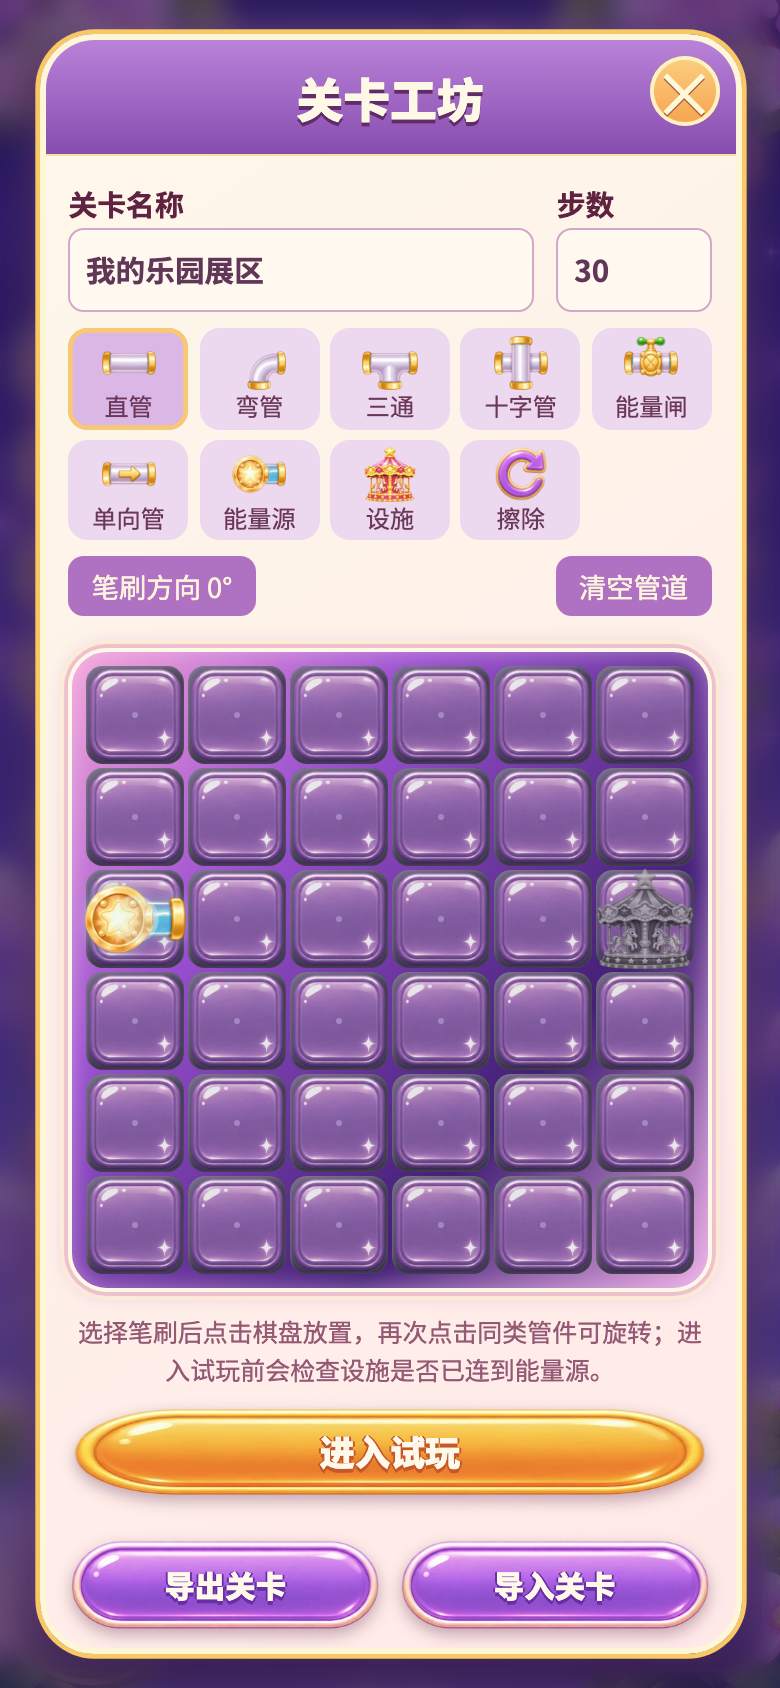 关卡工坊
关卡名称
步数
我的乐园展区
30
直管
弯管
三通
十字管
能量闸
单向管
能量源
设施
擦除
笔刷方向 0°
清空管道
选择笔刷后点击棋盘放置，再次点击同类管件可旋转；进
入试玩前会检查设施是否已连到能量源。
进入试玩
导出关卡
导入关卡